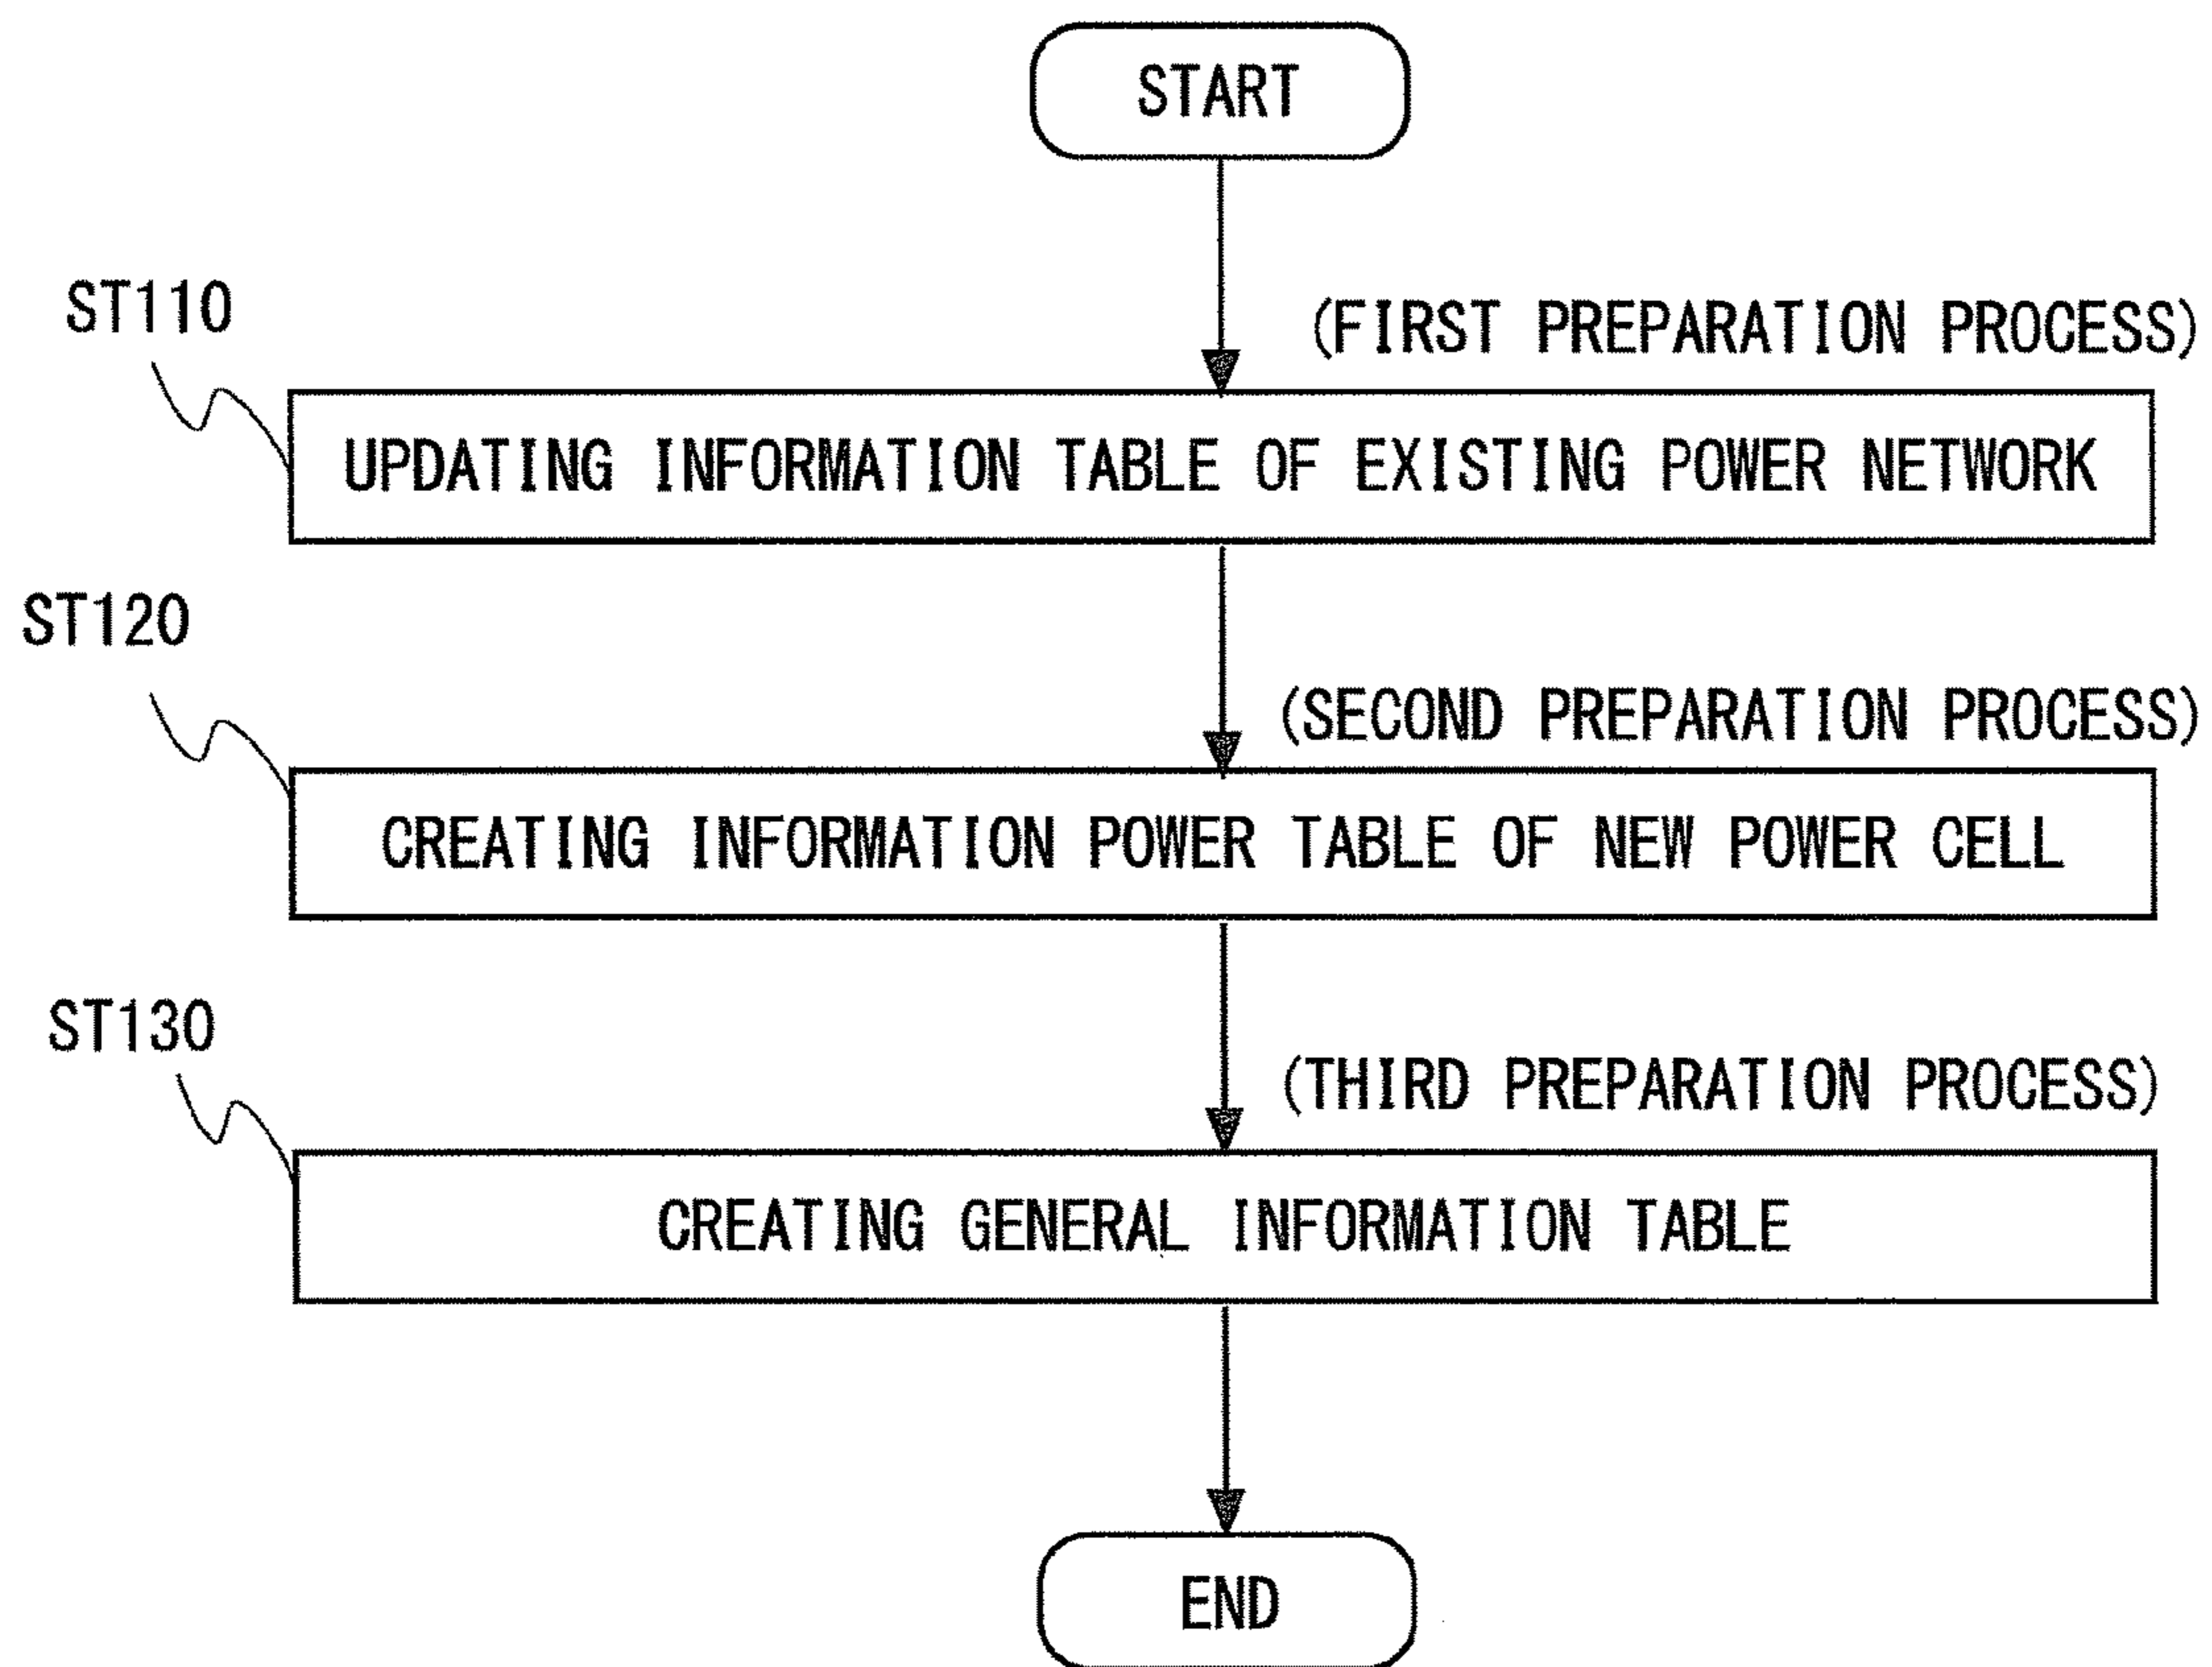 START
ST110
(FIRST PREPARATION PROCESS)
UPDATING INFORMATION TABLE OF EXISTING POWER NETWORK
ST120
(SECOND PREPARATION PROCESS)
CREATING INFORMATION POWER TABLE OF NEW POWER CELL
ST130
(THIRD PREPARATION PROCESS)
CREATING GENERAL INFORMATION TABLE
END